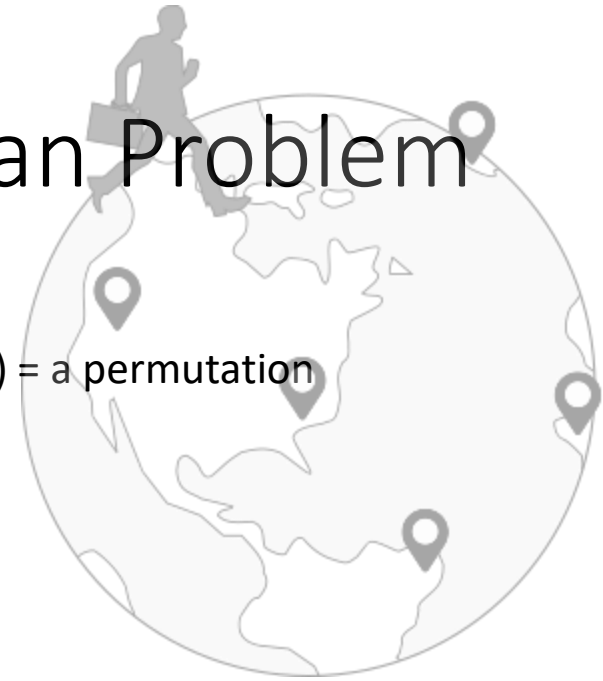 an Problem
) = a permutation